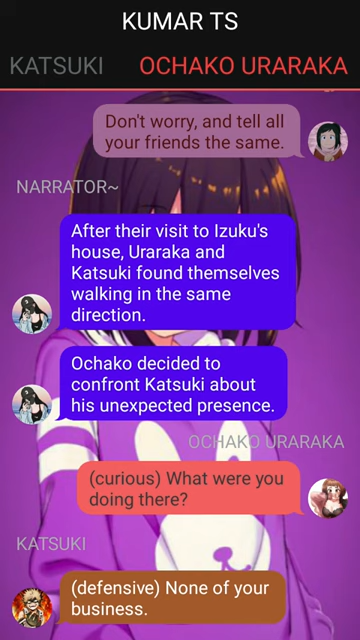 KUMAR TS
KATSUKI
OCHAKO URARAKA
Don't worry, and tell all
your friends the same.
NARRATOR~
After their visit to Izuku's
house, Uraraka and
Katsuki found themselves
walking in the same
direction.
Ochako decided to
confront Katsuki about
his unexpected presence.
OCHAKO URARAKA
(curious) What were you
doing there?
KATSUKI
(defensive) None of your
business.